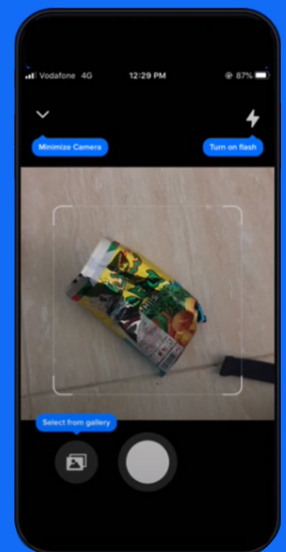 Vodafone 4G 12:29 PM 87%
Minimize Camera
Turn on flash
Select from gallery